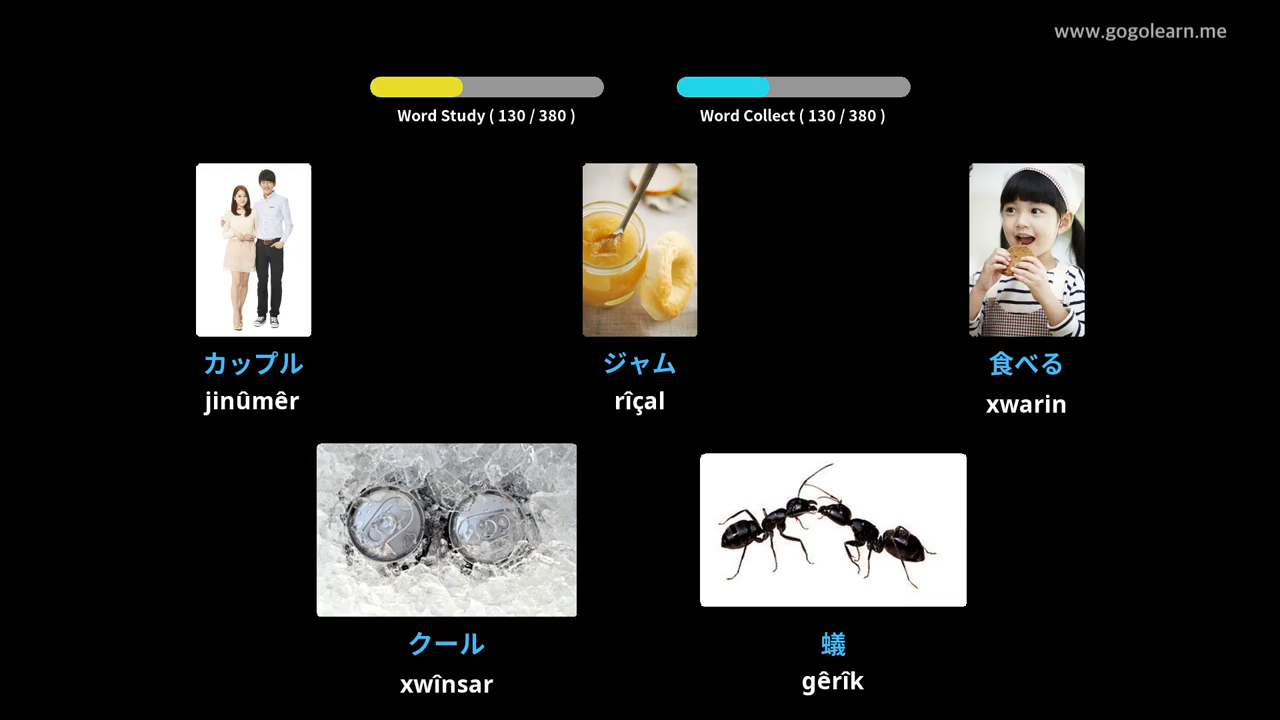 www.gogolearn.me
Word Study ( 130 / 380 )
Word Collect ( 130 / 380 )
カップル
jinûmêr
ジャム
rîçal
食べる
xwarin
クール
xwînsar
蟻
gêrîk